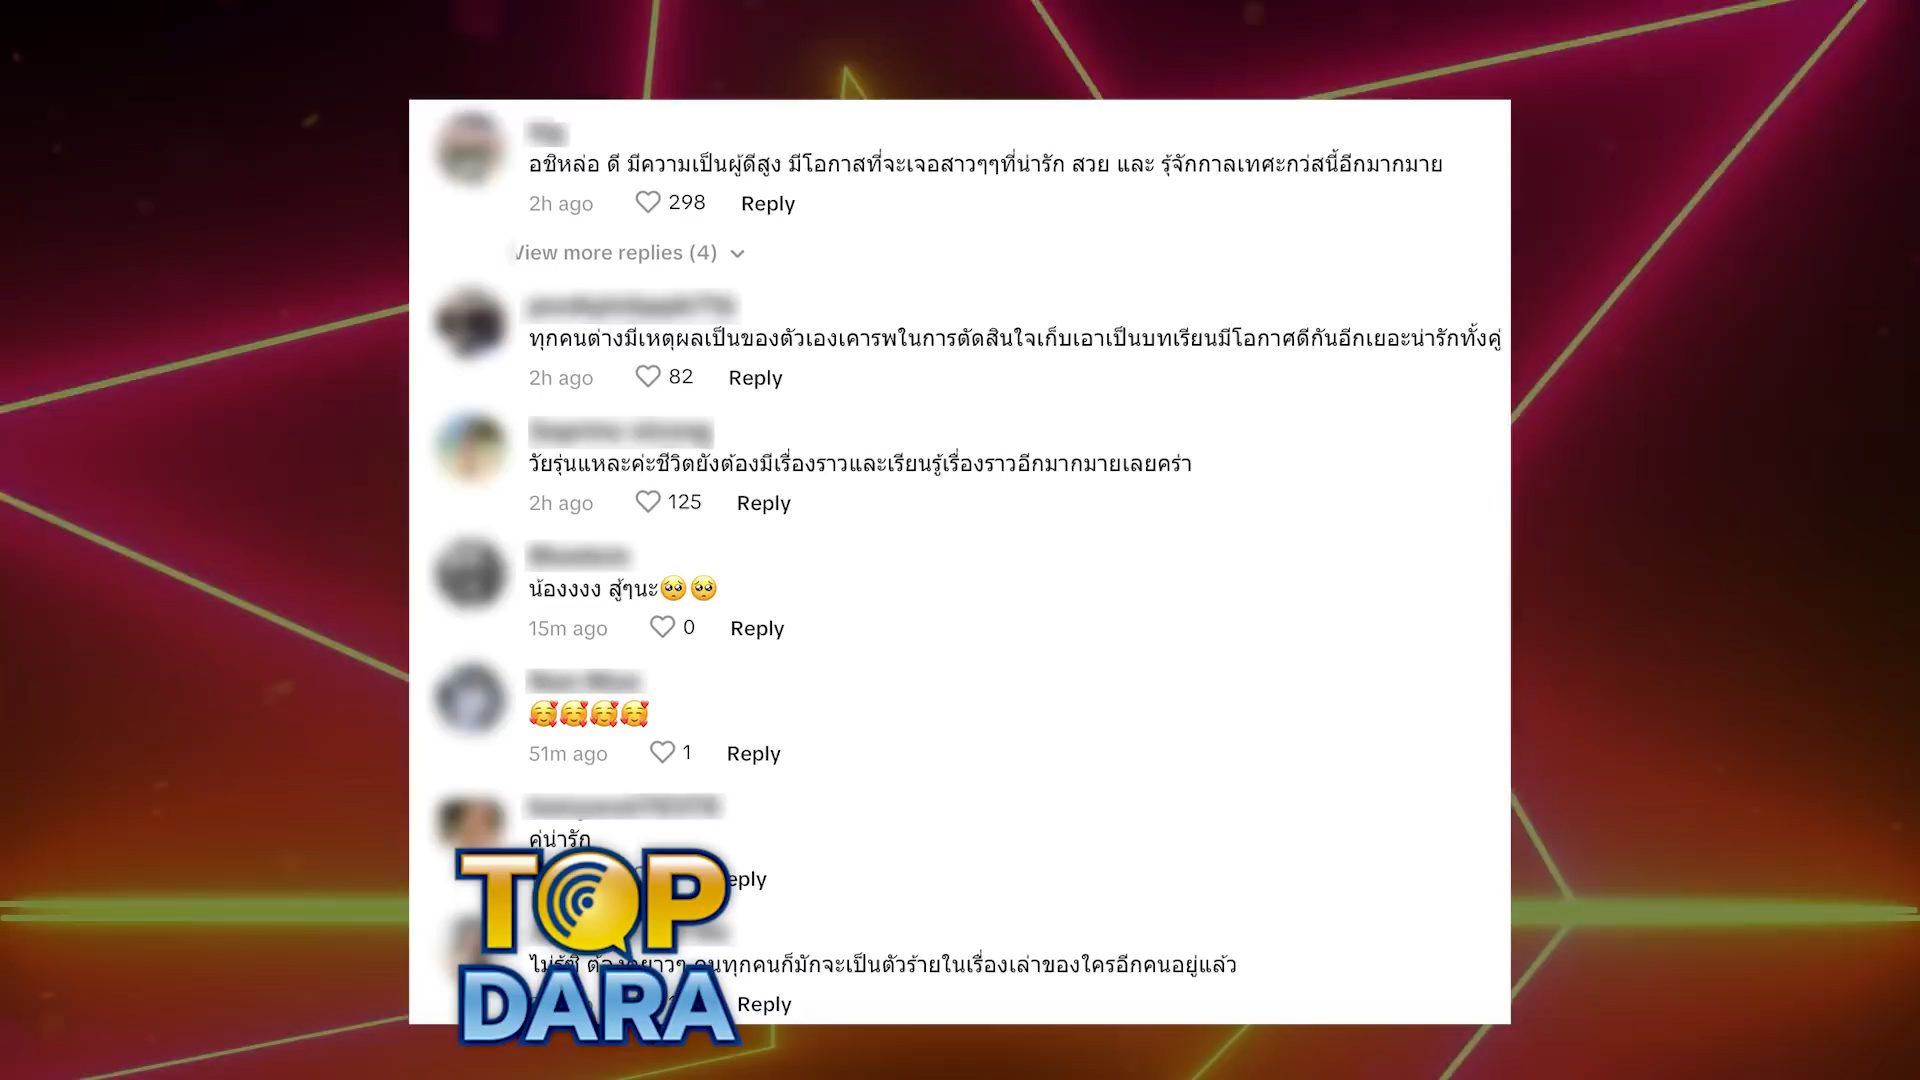 อชิหล่อ ดี มีความเป็นผู้ดีสูง มีโอกาสที่จะเจอสาวๆๆที่น่ารัก สวย และ รุ้จักกาลเทศะกว่สนี้อีกมากมาย
2h ago 298 Reply
View more replies (4)
ทุกคนต่างมีเหตุผลเป็นของตัวเองเคารพในการตัดสินใจเก็บเอาเป็นบทเรียนมีโอกาศดีกันอีกเยอะน่ารักทั้งคู่
2h ago 82 Reply
วัยรุ่นแหละค่ะชีวิตยังต้องมีเรื่องราวและเรียนรู้เรื่องราวอีกมากมายเลยคร่า
2h ago 125 Reply
น้องงงง สู้ๆนะ🥺🥺
15m ago 0 Reply
🥰🥰🥰🥰
51m ago 1 Reply
คู่น่ารัก
eply
ไม่รู้ซิ นทุกคนก็มักจะเป็นตัวร้ายในเรื่องเล่าของใครอีกคนอยู่แล้ว
Reply
TOP
DARA